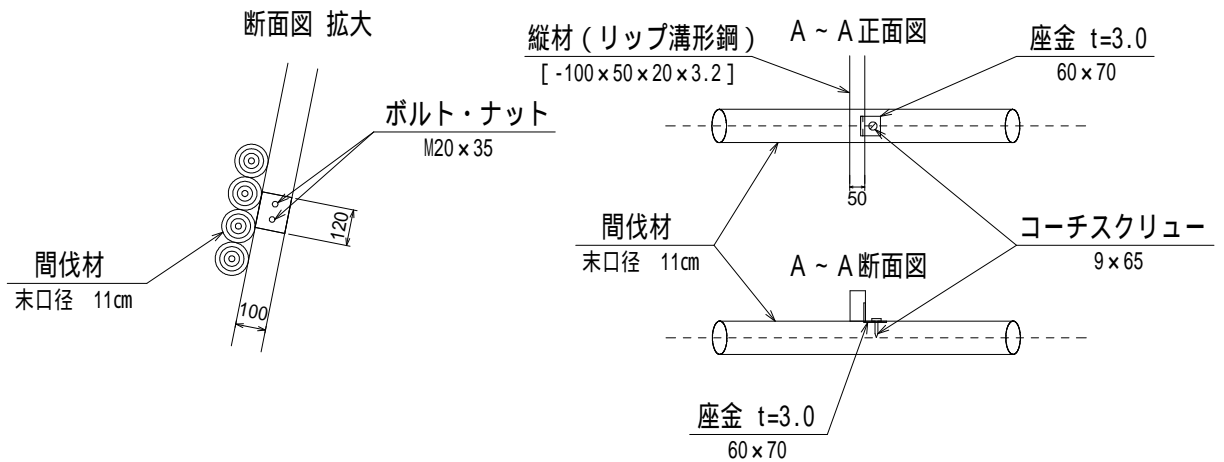 断面図 拡大
ボルト・ナット
M20×35
120
間伐材
末口径 11cm
100
縦材(リップ溝形鋼)
[ -100×50×20×3.2 ]
A ~ A正面図
座金 t=3.0
60×70
50
間伐材
末口径 11cm
コーチスクリュー
9×65
A ~ A断面図
座金 t=3.0
60×70